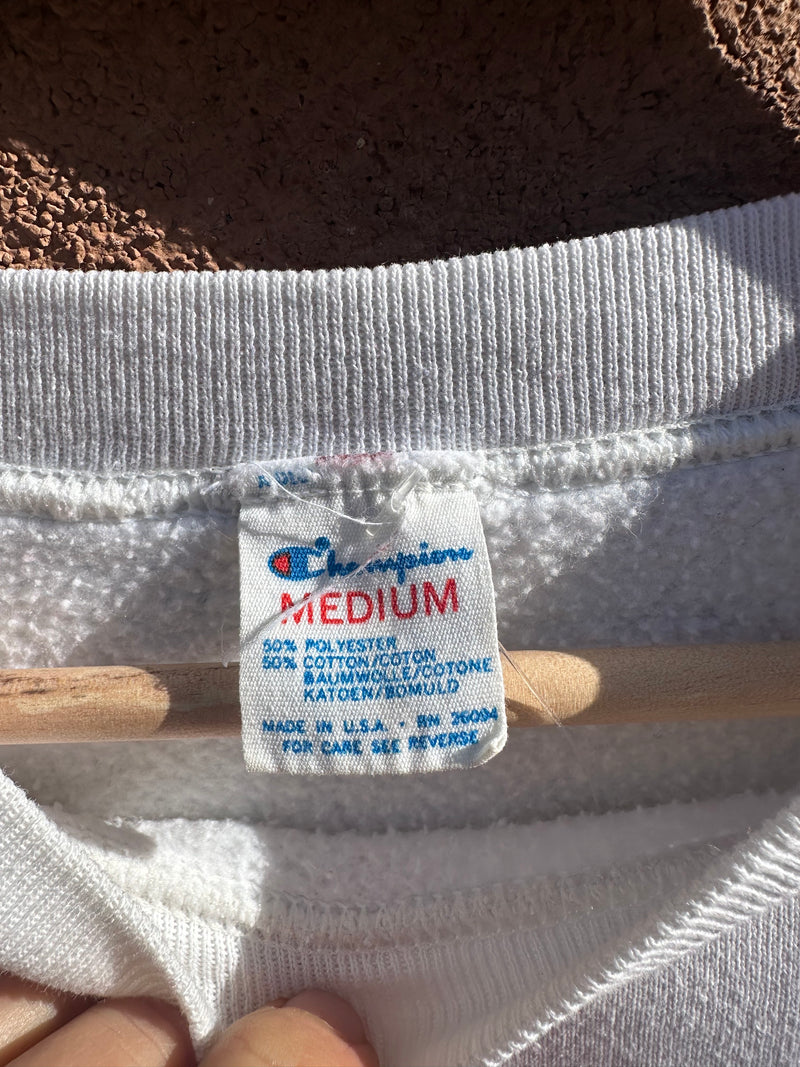 Champion
MEDIUM
50% POLYESTER
50% COTTON/COTON
BAUMWOLLE/COTONE
KATOEN/BOMULD
MADE IN U.S.A • RN 26094
FOR CARE SEE REVERSE